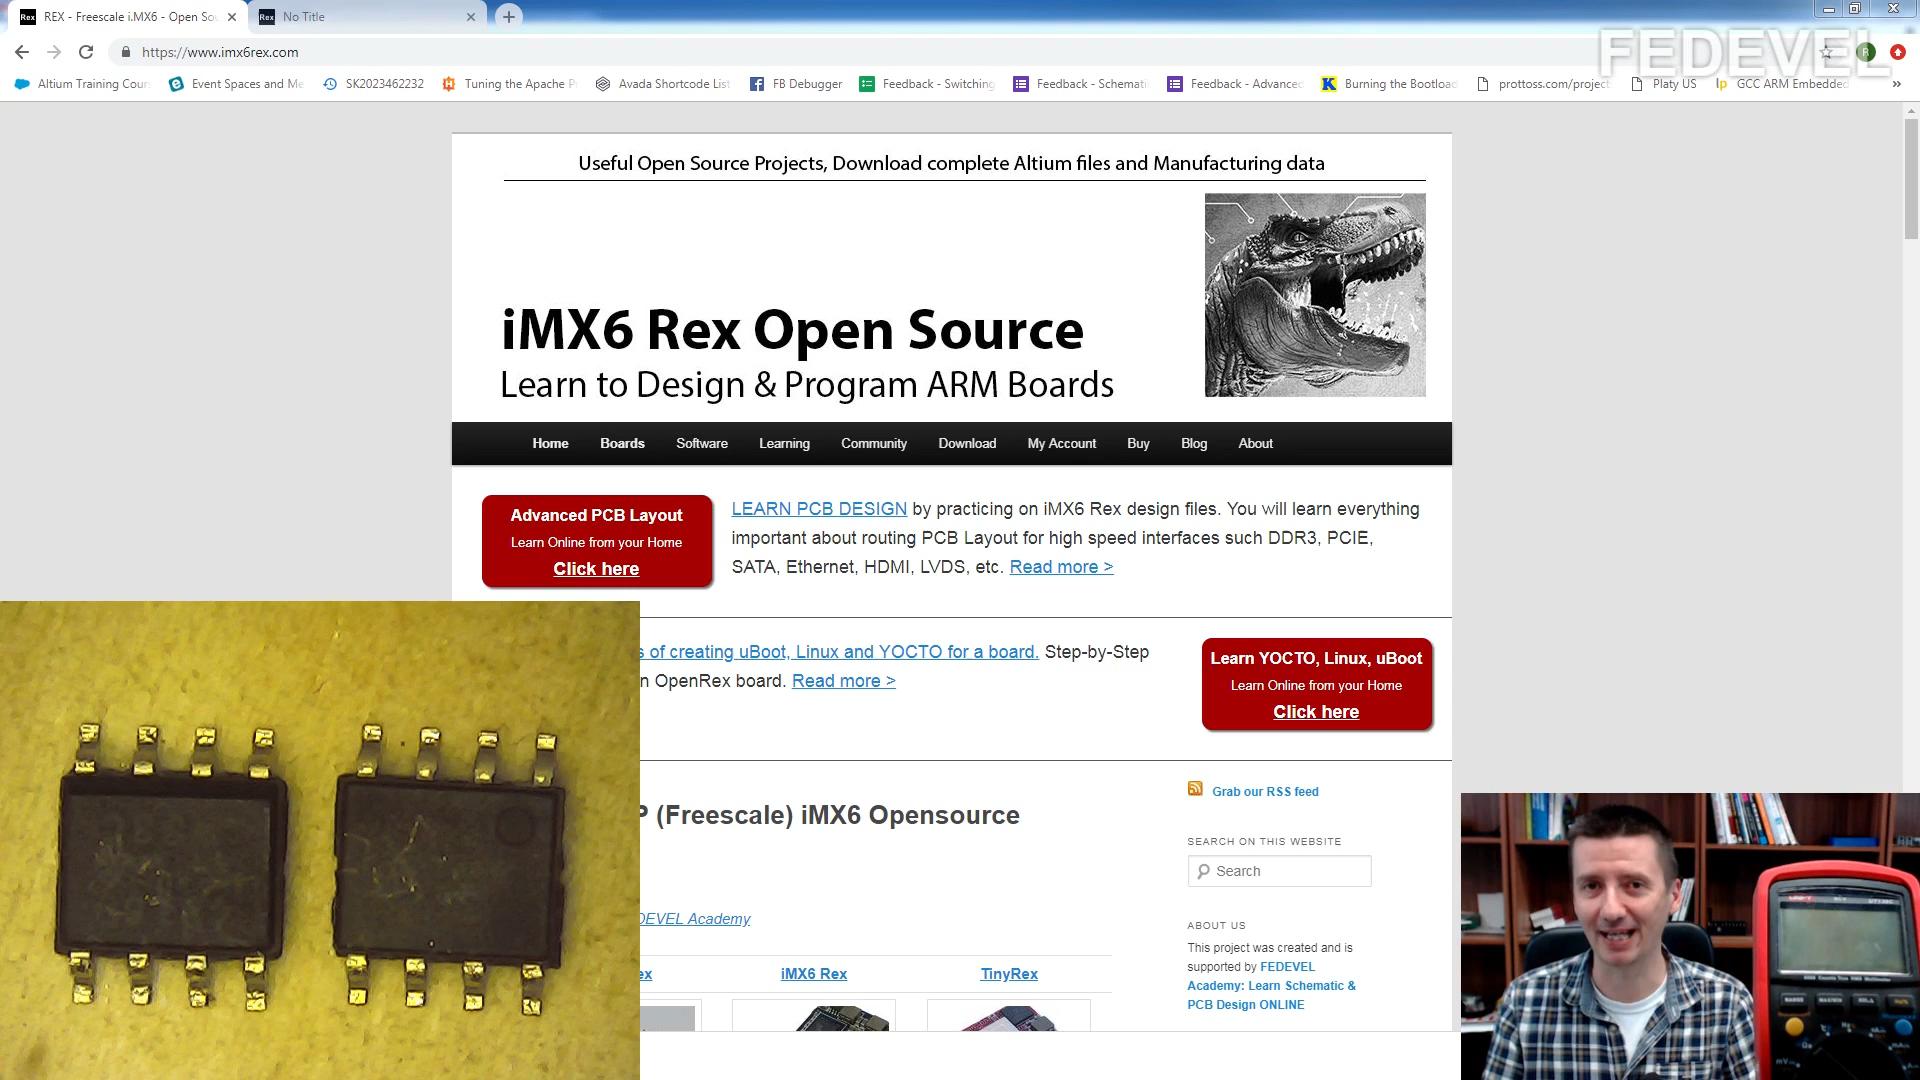 REX - Freescale i.MX6 - Open Sou
No Title
FEDEVEL
https://www.imx6rex.com
Altium Training Cour
Event Spaces and Me
SK2023462232
Tuning the Apache P
Avada Shortcode List
FB Debugger
Feedback - Switching
Feedback - Schemati
Feedback - Advanced
Burning the Bootload
prottoss.com/project
Platy US
GCC ARM Embedded
Useful Open Source Projects, Download complete Altium files and Manufacturing data
iMX6 Rex Open Source
Learn to Design & Program ARM Boards
Home Boards Software Learning Community Download My Account Buy Blog About
Advanced PCB Layout
Learn Online from your Home
Click here
LEARN PCB DESIGN by practicing on iMX6 Rex design files. You will learn everything
important about routing PCB Layout for high speed interfaces such DDR3, PCIE,
SATA, Ethernet, HDMI, LVDS, etc. Read more >
s of creating uBoot, Linux and YOCTO for a board. Step-by-Step
n OpenRex board. Read more >
Learn YOCTO, Linux, uBoot
Learn Online from your Home
Click here
P (Freescale) iMX6 Opensource
DEVEL Academy
ex
iMX6 Rex
TinyRex
Grab our RSS feed
SEARCH ON THIS WEBSITE
Search
ABOUT US
This project was created and is
supported by FEDEVEL
Academy: Learn Schematic &
PCB Design ONLINE